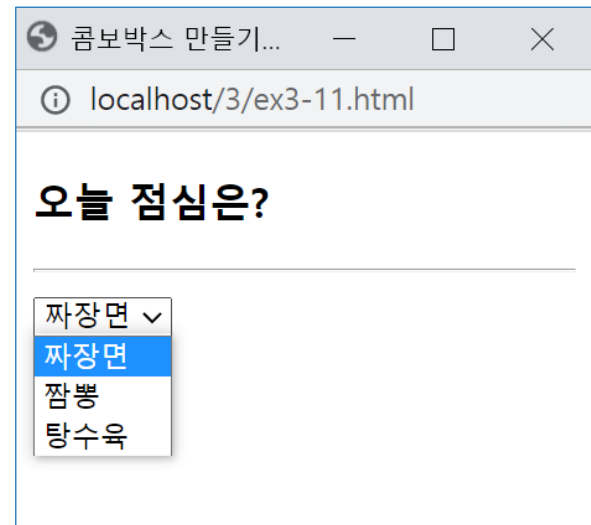 콤보박스 만들기...
localhost/3/ex3-11.html
오늘 점심은?
짜장면
짜장면
짬뽕
탕수육